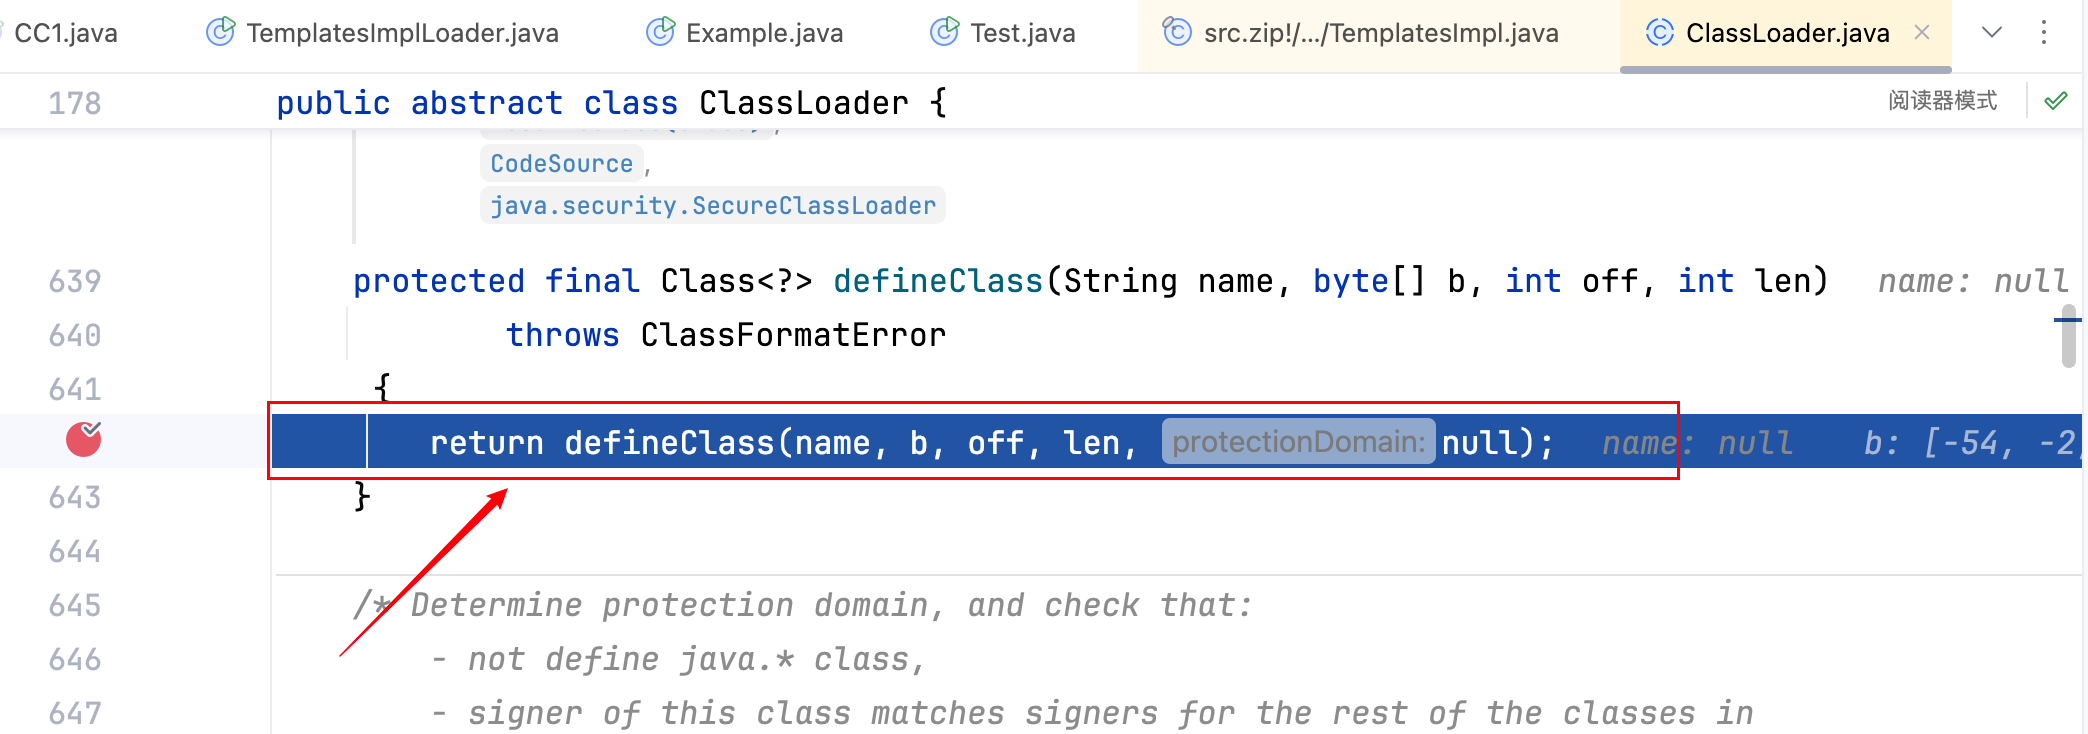 CC1.java TemplatesImplLoader.java Example.java Test.java src.zip!/.../TemplatesImpl.java ClassLoader.java
178 public abstract class ClassLoader { 阅读器模式
CodeSource,
java.security.SecureClassLoader
639 protected final Class<?> defineClass(String name, byte[] b, int off, int len) name: null
640 throws ClassFormatError
641 {
return defineClass(name, b, off, len, protectionDomain: null); name: null b: [-54, -2,
643 }
644
645 /* Determine protection domain, and check that:
646 - not define java.* class,
647 - signer of this class matches signers for the rest of the classes in